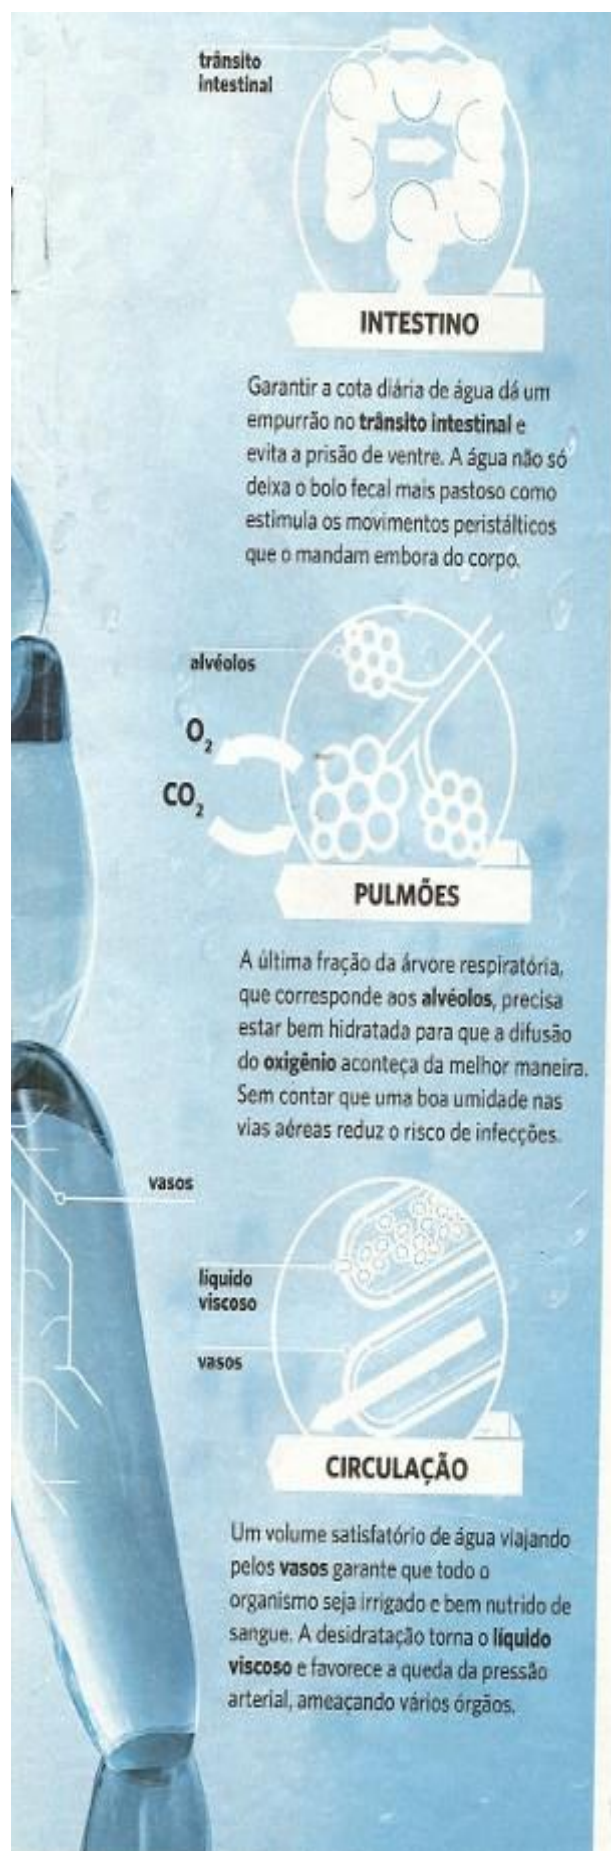 trânsito
intestinal
INTESTINO
Garantir a cota diária de água dá um
empurrão no trânsito intestinal e
evita a prisão de ventre. A água não só
deixa o bolo fecal mais pastoso como
estimula os movimentos peristálticos
que o mandam embora do corpo.
alvéolos
O₂
CO₂
PULMÕES
A última fração da árvore respiratória,
que corresponde aos alvéolos, precisa
estar bem hidratada para que a difusão
do oxigênio aconteça da melhor maneira.
Sem contar que uma boa umidade nas
vias aéreas reduz o risco de infecções.
vasos
líquido
viscoso
vasos
CIRCULAÇÃO
Um volume satisfatório de água viajando
pelos vasos garante que todo o
organismo seja irrigado e bem nutrido de
sangue. A desidratação torna o líquido
viscoso e favorece a queda da pressão
arterial, ameaçando vários órgãos.